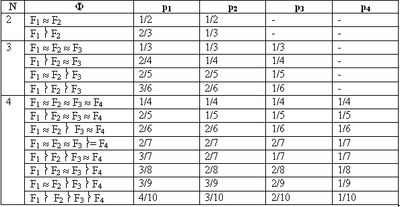 N Φ p1 p2 p3 p4
2 F1 ≈ F2 1/2 1/2 - -
F1 ⎬ F2 2/3 1/3 - -
3 F1 ≈ F2 ≈ F3 1/3 1/3 1/3 -
F1 ⎬ F2 ≈ F3 2/4 1/4 1/4 -
F1 ≈ F2 ⎬ F3 2/5 2/5 1/5 -
F1 ⎬ F2 ⎬ F3 3/6 2/6 1/6 -
4 F1 ≈ F2 ≈ F3 ≈ F4 1/4 1/4 1/4 1/4
F1 ⎬ F2 ≈ F3 ≈ F4 2/5 1/5 1/5 1/5
F1 ≈ F2 ⎬ F3 ≈ F4 2/6 2/6 1/6 1/6
F1 ≈ F2 ≈ F3 ⎬= F4 2/7 2/7 2/7 1/7
F1 ⎬ F2 ⎬ F3 ≈ F4 3/7 2/7 1/7 1/7
F1 ⎬ F2 ≈ F3 ⎬ F4 3/8 2/8 2/8 1/8
F1 ≈ F2 ⎬ F3 ⎬ F4 3/9 3/9 2/9 1/9
F1 ⎬ F2 ⎬ F3 ⎬ F4 4/10 3/10 2/10 1/10